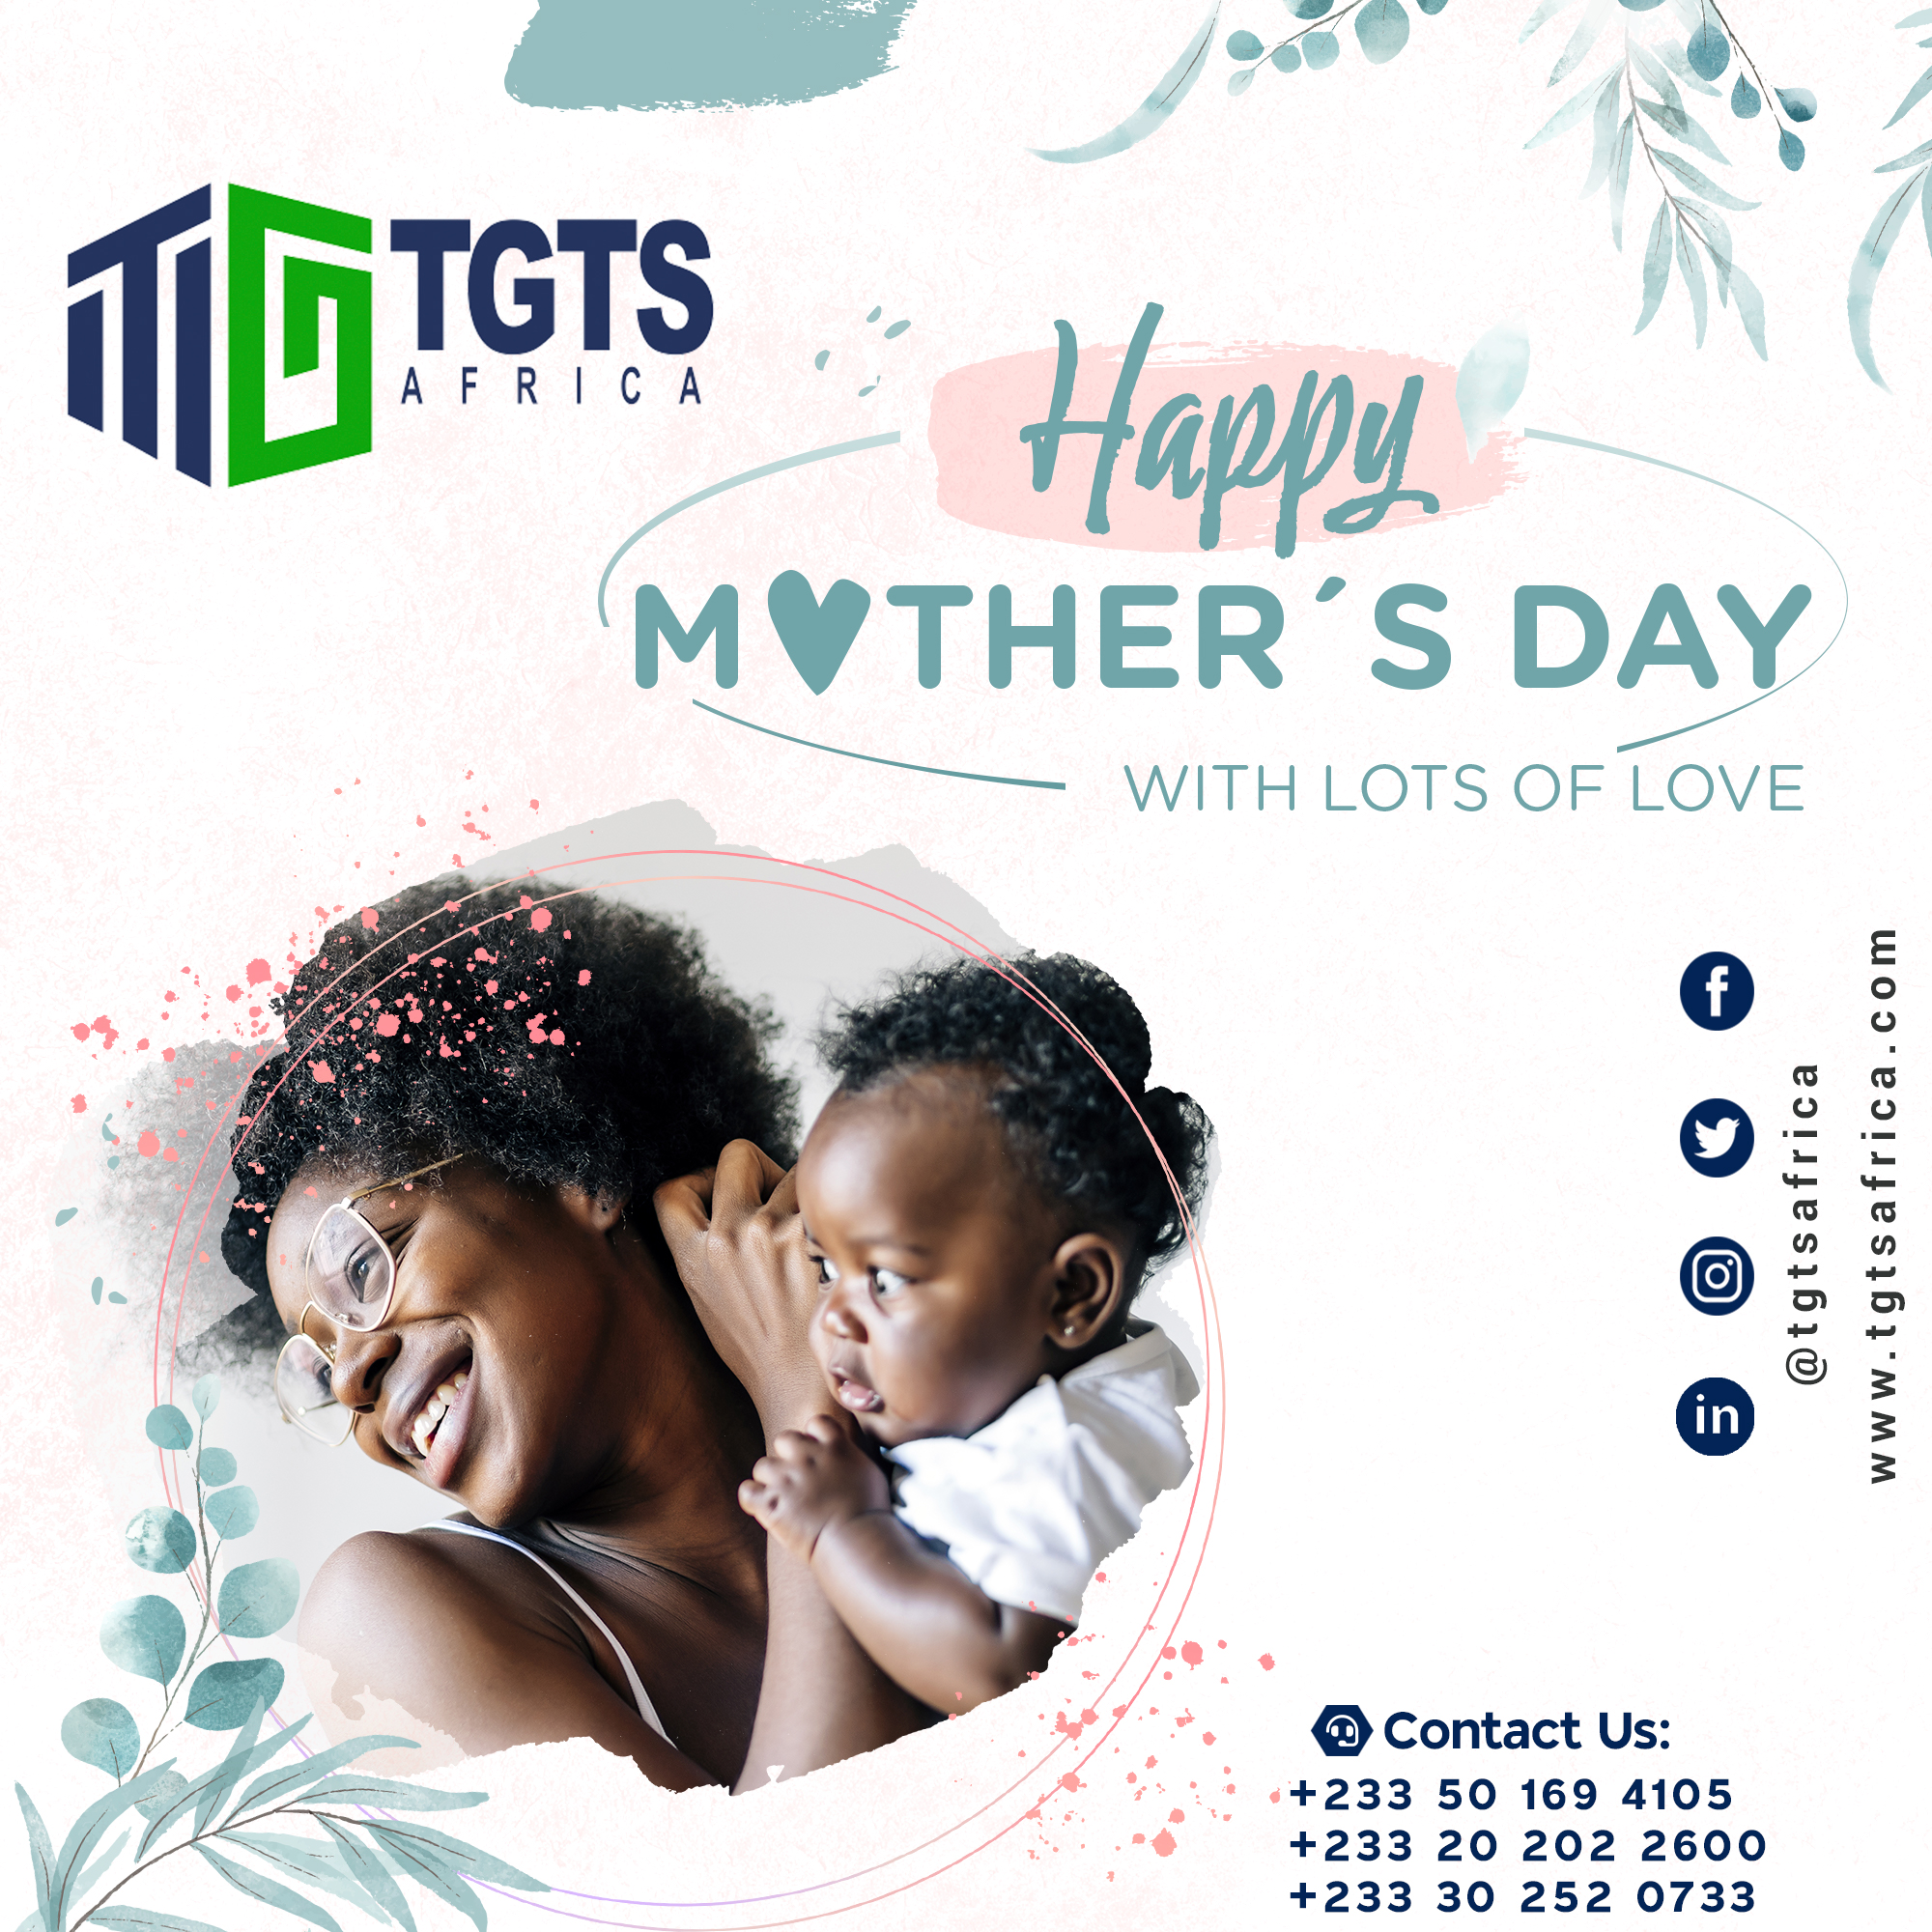 TGTS
AFRICA
Happy
M♥THER´S DAY
WITH LOTS OF LOVE
@tgtsafrica
www.tgtsafrica.com
Contact Us:
+233 50 169 4105
+233 20 202 2600
+233 30 252 0733